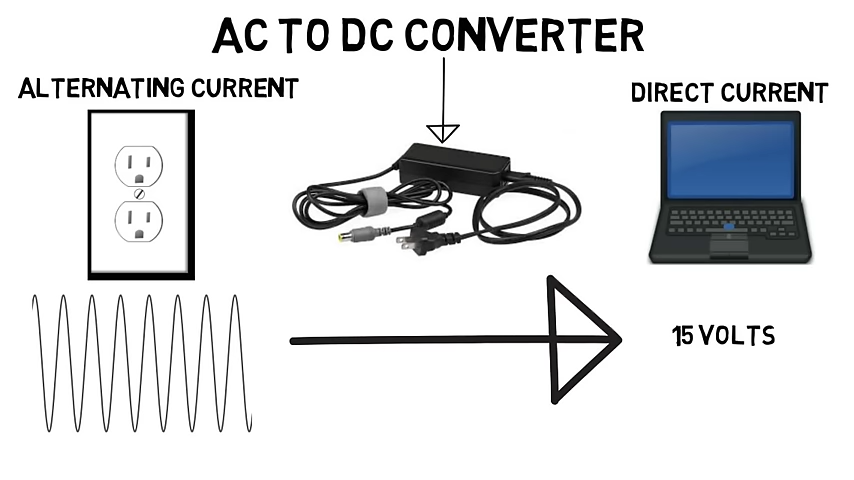 AC TO DC CONVERTER
ALTERNATING CURRENT
DIRECT CURRENT
15 VOLTS